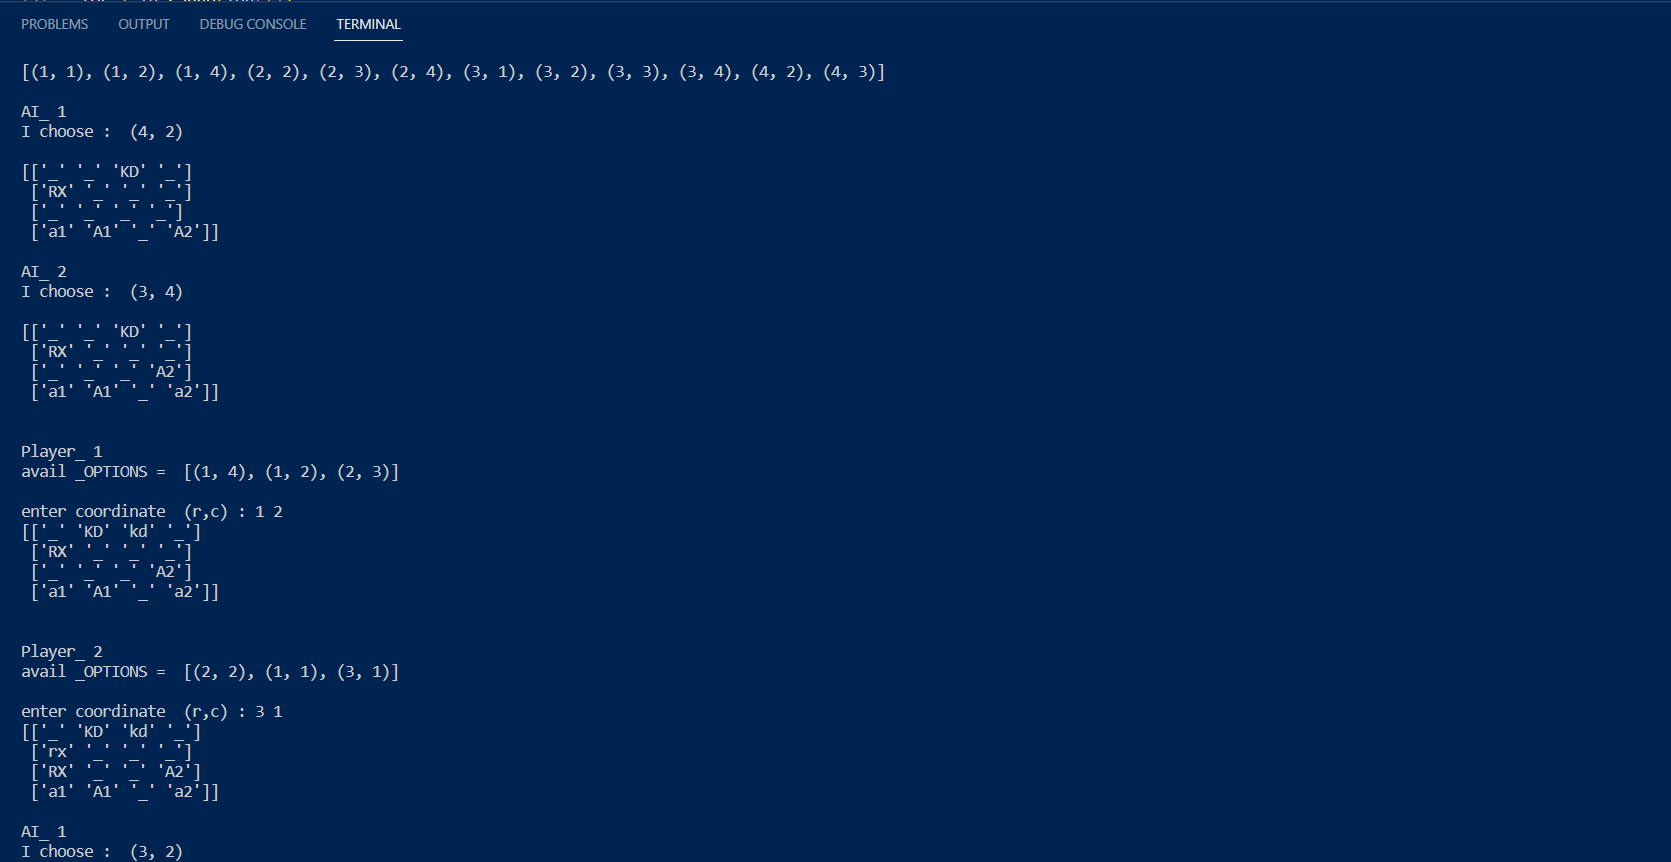 PROBLEMS OUTPUT DEBUG CONSOLE TERMINAL
[(1, 1), (1, 2), (1, 4), (2, 2), (2, 3), (2, 4), (3, 1), (3, 2), (3, 3), (3, 4), (4, 2), (4, 3)]
AI_ 1
I choose :  (4, 2)
[['_' '_' 'KD' '_']
 ['RX' '_' '_' '_']
 ['_' '_' '_' '_']
 ['a1' 'A1' '_' 'A2']]
AI_ 2
I choose :  (3, 4)
[['_' '_' 'KD' '_']
 ['RX' '_' '_' '_']
 ['_' '_' '_' 'A2']
 ['a1' 'A1' '_' 'a2']]
Player_ 1
avail _OPTIONS =  [(1, 4), (1, 2), (2, 3)]
enter coordinate  (r,c) : 1 2
[['_' 'KD' 'kd' '_']
 ['RX' '_' '_' '_']
 ['_' '_' '_' 'A2']
 ['a1' 'A1' '_' 'a2']]
Player_ 2
avail _OPTIONS =  [(2, 2), (1, 1), (3, 1)]
enter coordinate  (r,c) : 3 1
[['_' 'KD' 'kd' '_']
 ['rx' '_' '_' '_']
 ['RX' '_' '_' 'A2']
 ['a1' 'A1' '_' 'a2']]
AI_ 1
I choose :  (3, 2)